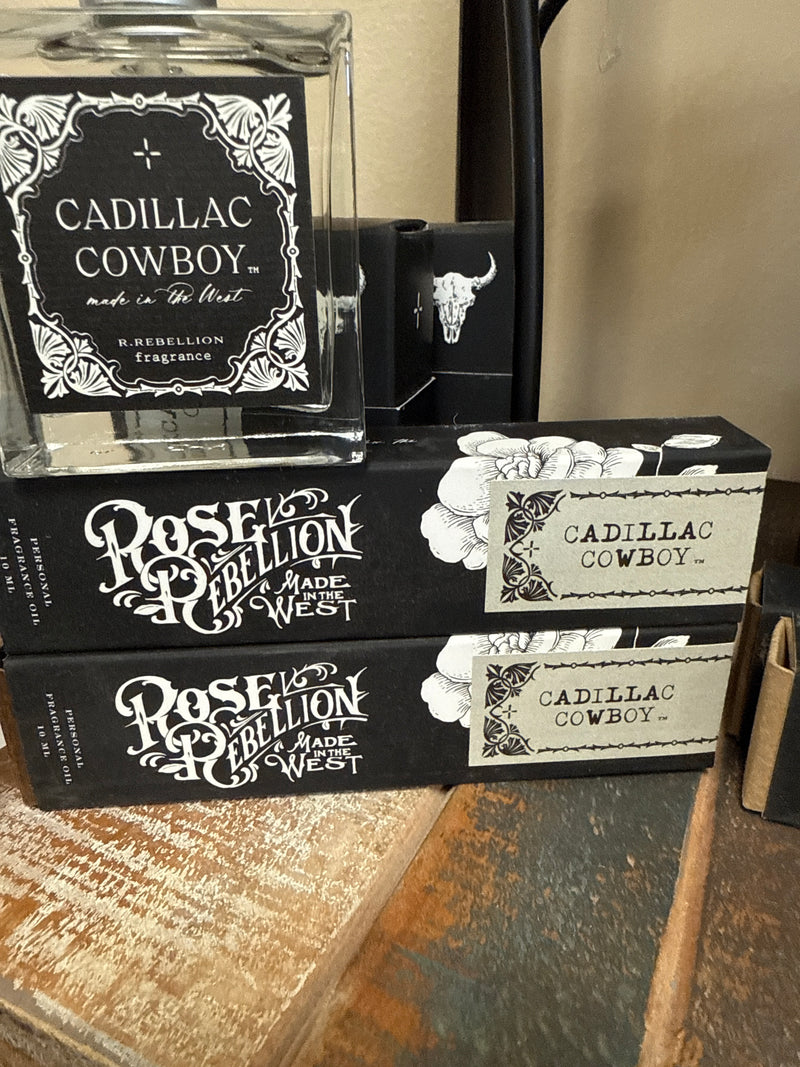 CADILLAC
COWBOY™
made in the West
R.REBELLION
fragrance
PERSONAL
FRAGRANCE OIL
10 ML
ROSE
REBELLION
MADE
IN THE
WEST
CADILLAC
COWBOY™
PERSONAL
FRAGRANCE OIL
10 ML
ROSE
REBELLION
MADE
IN THE
WEST
CADILLAC
COWBOY™